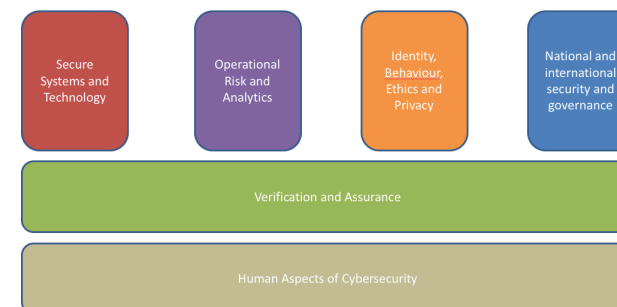 Secure
Systems and
Technology
Operational
Risk and
Analytics
Identity,
Behaviour,
Ethics and
Privacy
National and
international
security and
governance
Verification and Assurance
Human Aspects of Cybersecurity